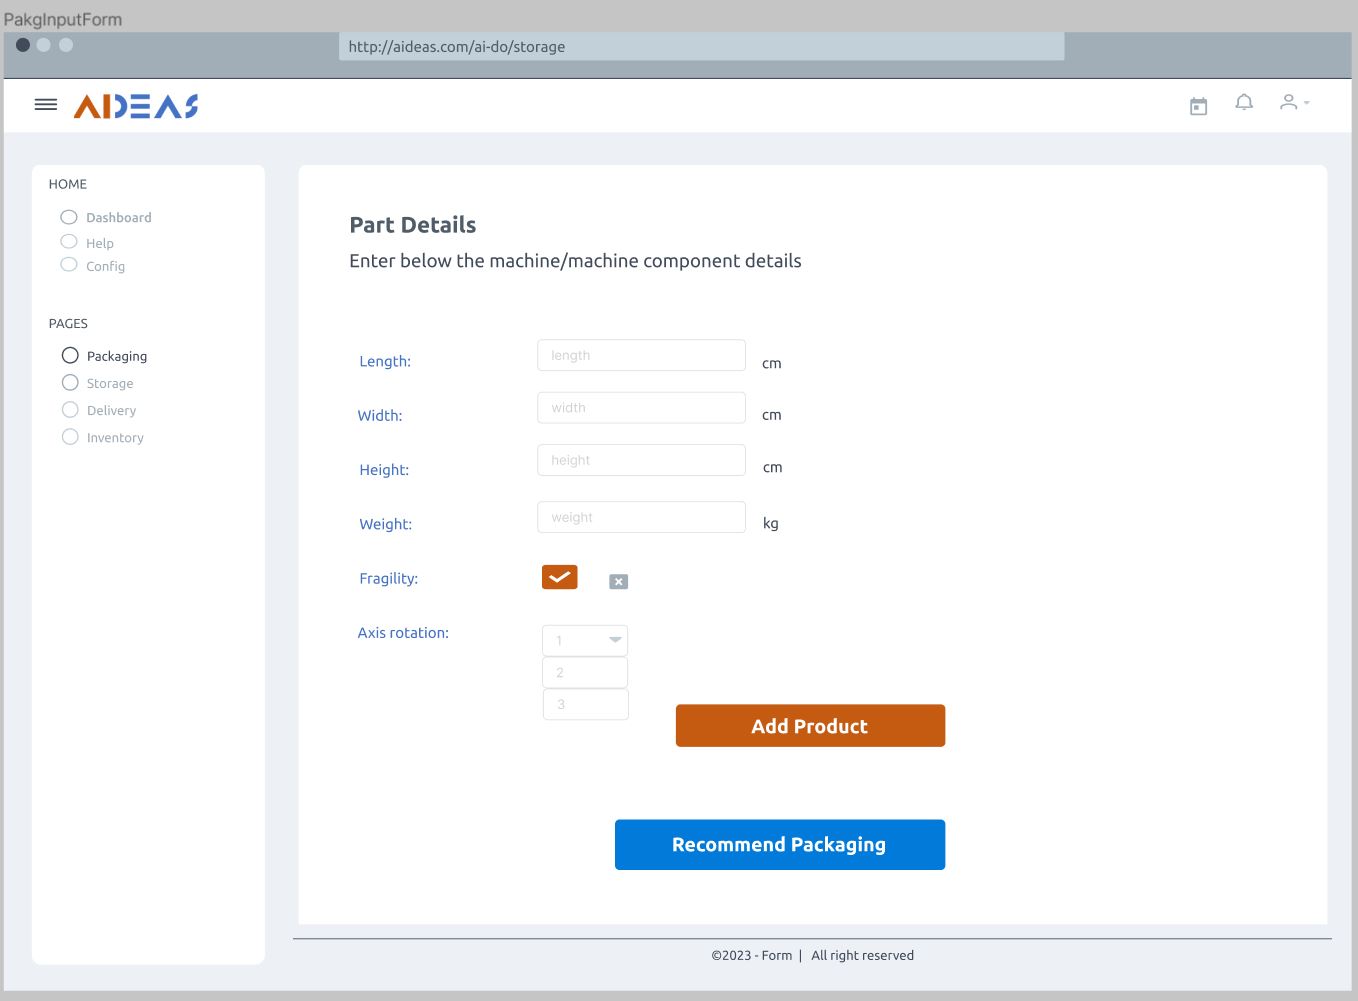 PakgInputForm
http://aideas.com/ai-do/storage
AIDEAS
HOME
Dashboard
Help
Config
PAGES
Packaging
Storage
Delivery
Inventory
Part Details
Enter below the machine/machine component details
Length: length cm
Width: width cm
Height: height cm
Weight: weight kg
Fragility:
Axis rotation: 1
2
3
Add Product
Recommend Packaging
©2023 - Form | All right reserved